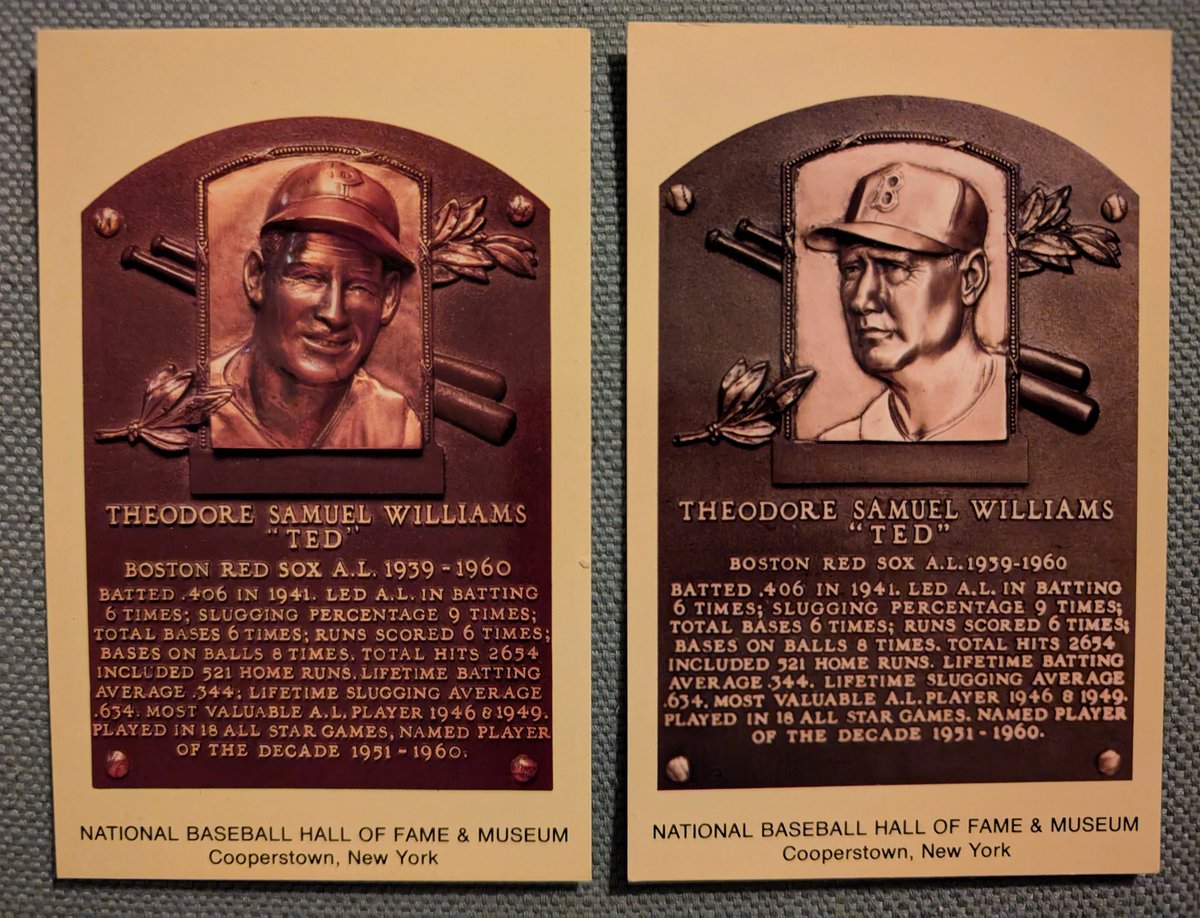 THEODORE SAMUEL WILLIAMS
"TED"
BOSTON RED SOX A.L. 1939 - 1960
BATTED .406 IN 1941. LED A.L. IN BATTING
6 TIMES; SLUGGING PERCENTAGE 9 TIMES;
TOTAL BASES 6 TIMES; RUNS SCORED 6 TIMES;
BASES ON BALLS 8 TIMES. TOTAL HITS 2654
INCLUDED 521 HOME RUNS. LIFETIME BATTING
AVERAGE .344; LIFETIME SLUGGING AVERAGE
.634. MOST VALUABLE A.L. PLAYER 1946 & 1949.
PLAYED IN 18 ALL STAR GAMES, NAMED PLAYER
OF THE DECADE 1951 - 1960.
NATIONAL BASEBALL HALL OF FAME & MUSEUM
Cooperstown, New York
B
THEODORE SAMUEL WILLIAMS
"TED"
BOSTON RED SOX A.L. 1939-1960
BATTED .406 IN 1941. LED A.L. IN BATTING
6 TIMES; SLUGGING PERCENTAGE 9 TIMES;
TOTAL BASES 6 TIMES; RUNS SCORED 6 TIMES;
BASES ON BALLS 8 TIMES. TOTAL HITS 2654
INCLUDED 521 HOME RUNS. LIFETIME BATTING
AVERAGE .344. LIFETIME SLUGGING AVERAGE
.634. MOST VALUABLE A.L. PLAYER 1946 & 1949.
PLAYED IN 18 ALL STAR GAMES. NAMED PLAYER
OF THE DECADE 1951 - 1960.
NATIONAL BASEBALL HALL OF FAME & MUSEUM
Cooperstown, New York